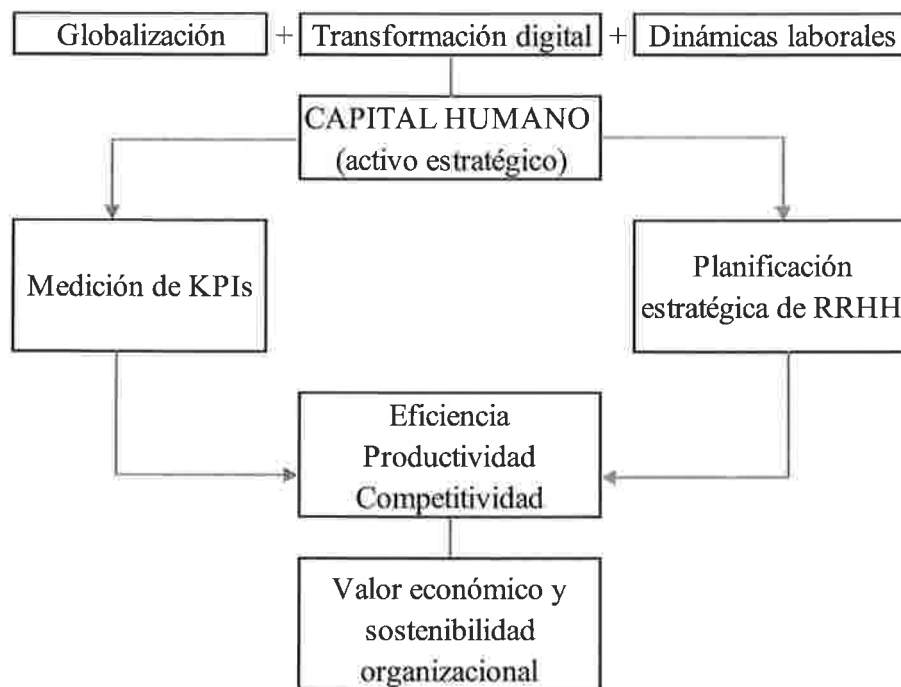 Globalización + Transformación digital + Dinámicas laborales
CAPITAL HUMANO
(activo estratégico)
Medición de KPIs
Planificación
estratégica de RRHH
Eficiencia
Productividad
Competitividad
Valor económico y
sostenibilidad
organizacional